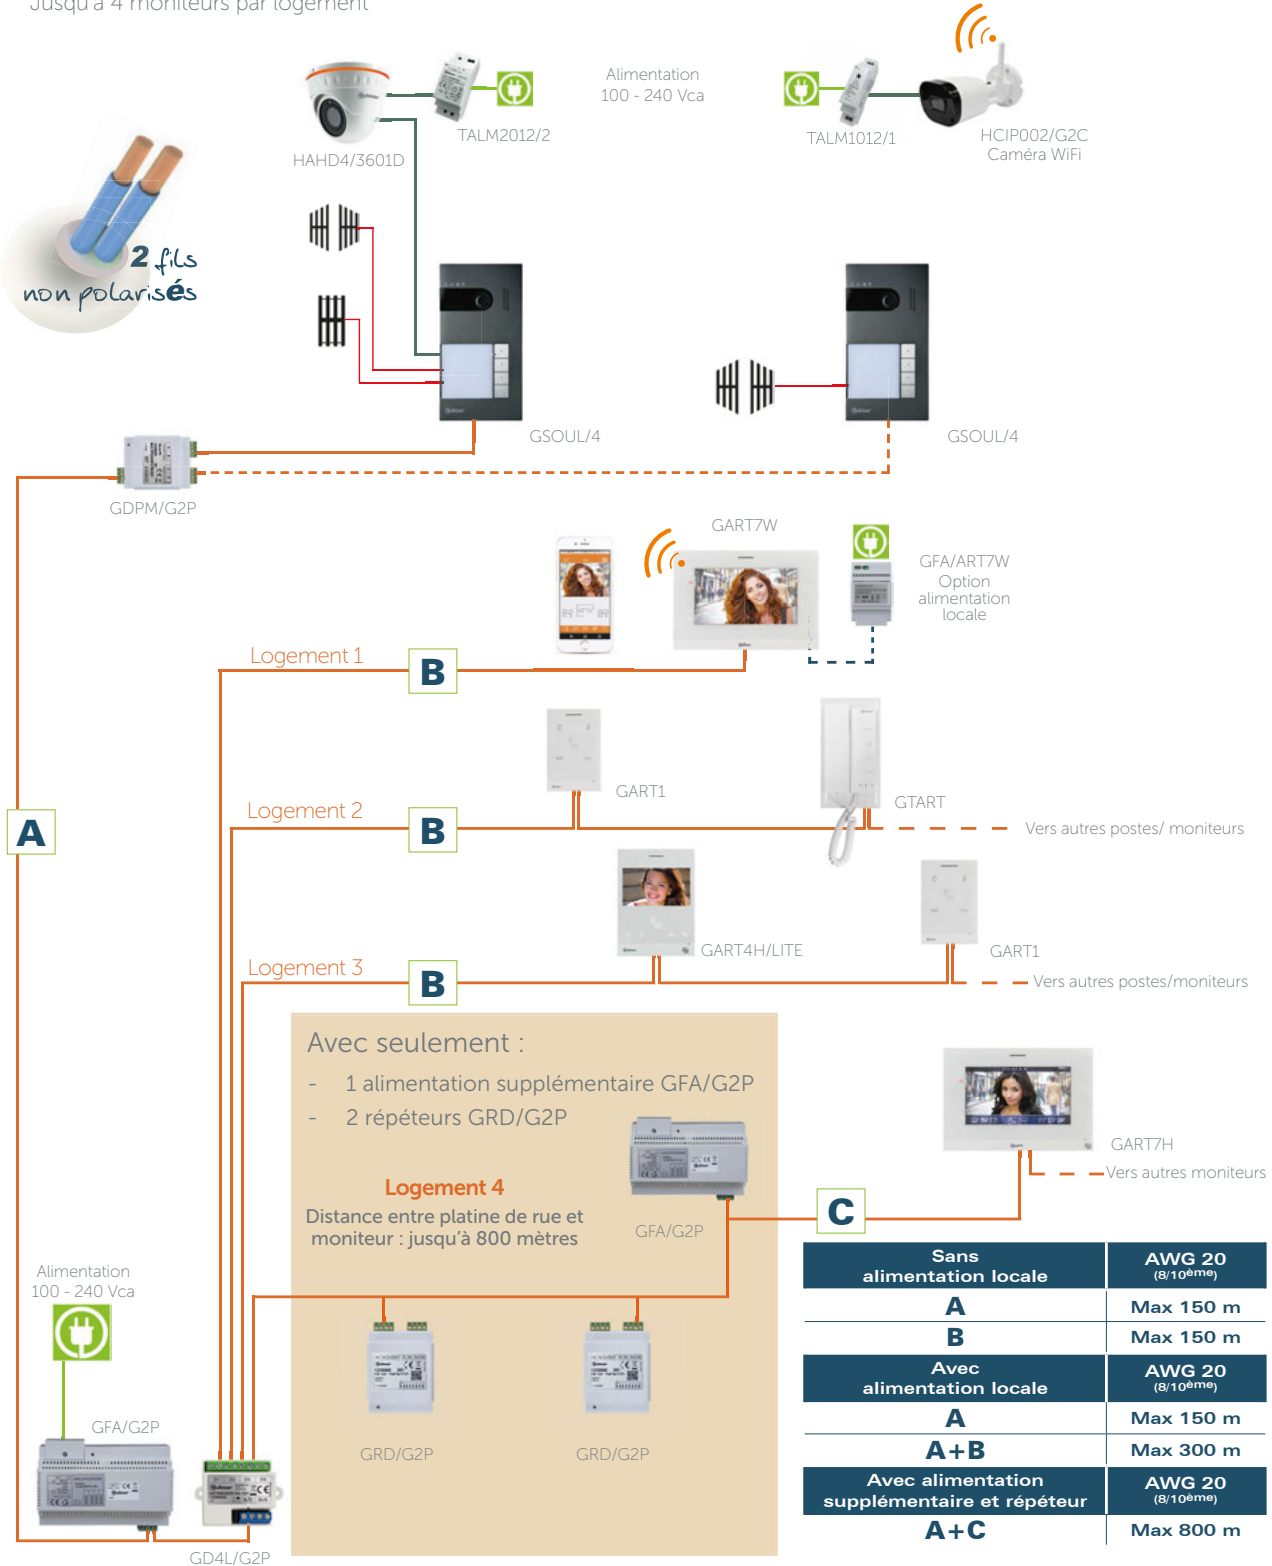 Jusqu'à 4 moniteurs par logement
Alimentation
100 - 240 Vca
TALM2012/2
HAHD4/3601D
TALM1012/1
HCIP002/G2C
Caméra WiFi
2 fils
non polarisés
GSOUL/4
GSOUL/4
GDPM/G2P
GART7W
GFA/ART7W
Option
alimentation
locale
Logement 1
B
GART1
GTART
Logement 2
B
Vers autres postes/ moniteurs
A
GART4H/LITE
GART1
Logement 3
B
Vers autres postes/moniteurs
Avec seulement :
- 1 alimentation supplémentaire GFA/G2P
- 2 répéteurs GRD/G2P
Logement 4
Distance entre platine de rue et
moniteur : jusqu'à 800 mètres
GFA/G2P
GART7H
Vers autres moniteurs
C
GRD/G2P
GRD/G2P
Alimentation
100 - 240 Vca
GFA/G2P
GD4L/G2P
Sans
alimentation locale
AWG 20
(8/10ème)
A Max 150 m
B Max 150 m
Avec
alimentation locale
AWG 20
(8/10ème)
A Max 150 m
A+B Max 300 m
Avec alimentation
supplémentaire et répéteur
AWG 20
(8/10ème)
A+C Max 800 m